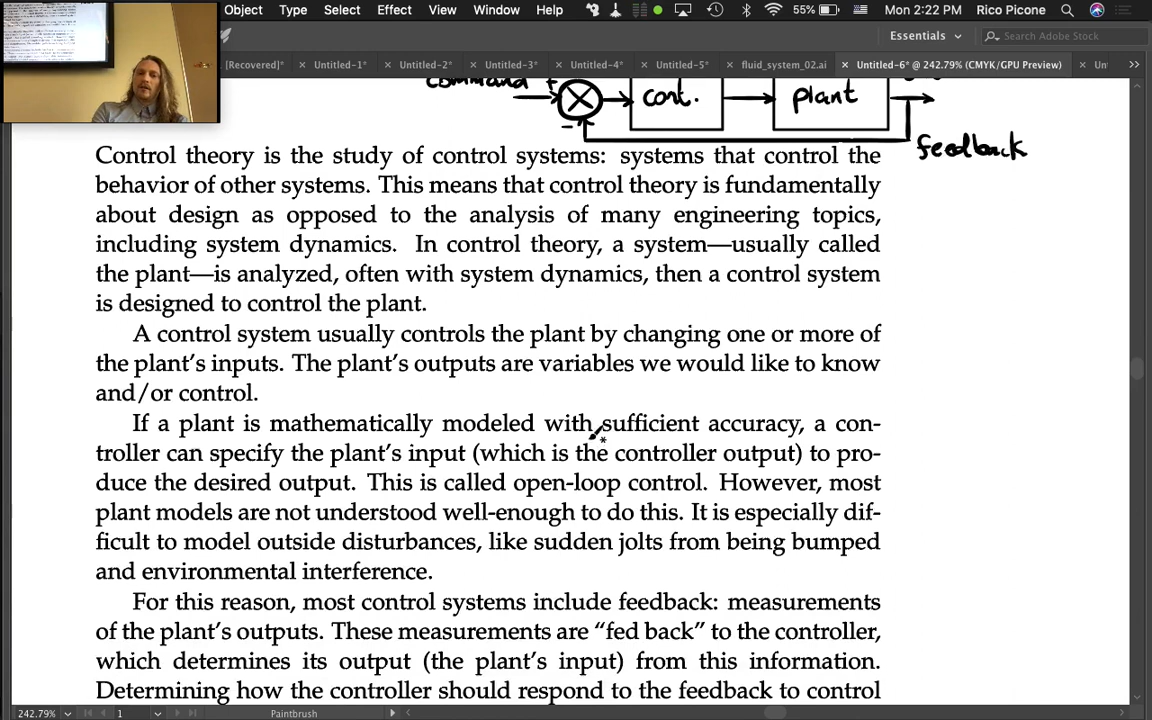 Object Type Select Effect View Window Help 55% Mon 2:22 PM Rico Picone
Essentials Search Adobe Stock
[Recovered]* × Untitled-1* × Untitled-2* × Untitled-3* × Untitled-4* × Untitled-5* × fluid_system_02.ai × Untitled-6* @ 242.79% (CMYK/GPU Preview) × Un
command + cont. plant
− feedback
Control theory is the study of control systems: systems that control the
behavior of other systems. This means that control theory is fundamentally
about design as opposed to the analysis of many engineering topics,
including system dynamics. In control theory, a system—usually called
the plant—is analyzed, often with system dynamics, then a control system
is designed to control the plant.
A control system usually controls the plant by changing one or more of
the plant's inputs. The plant's outputs are variables we would like to know
and/or control.
If a plant is mathematically modeled with sufficient accuracy, a con-
troller can specify the plant's input (which is the controller output) to pro-
duce the desired output. This is called open-loop control. However, most
plant models are not understood well-enough to do this. It is especially dif-
ficult to model outside disturbances, like sudden jolts from being bumped
and environmental interference.
For this reason, most control systems include feedback: measurements
of the plant's outputs. These measurements are “fed back” to the controller,
which determines its output (the plant's input) from this information.
Determining how the controller should respond to the feedback to control
242.79% 1 Paintbrush